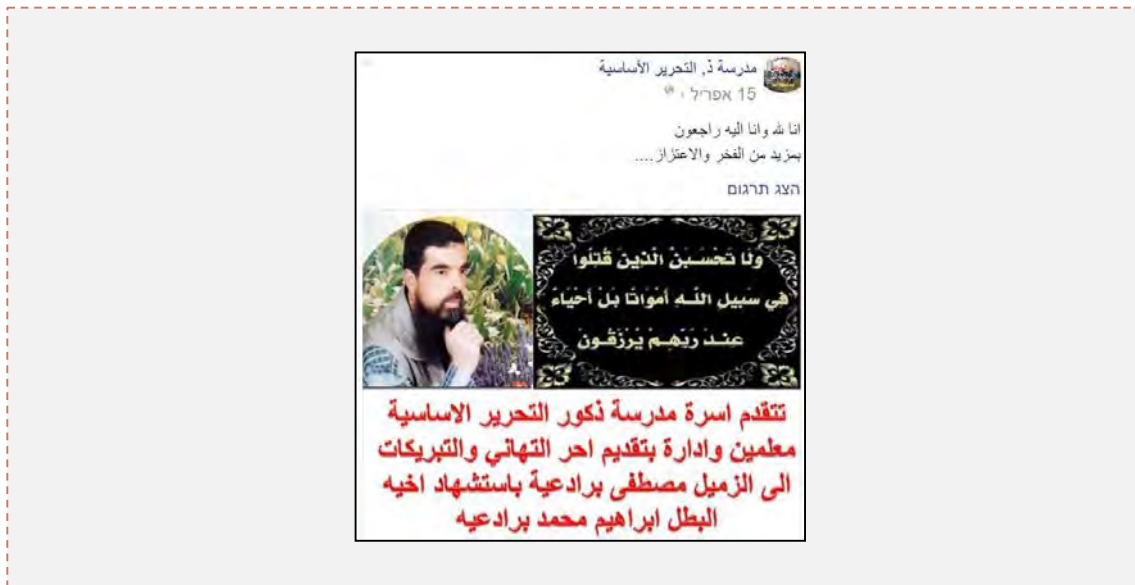 مدرسة ذ, التحرير الأساسية
15 אפריל ·
انا لله وانا اليه راجعون
بمزيد من الفخر والاعتزاز....
הצג תרגום
ولا تحسبن الذين قتلوا
في سبيل اللـه أمواتا بل أحياء
عند ربهم يرزقون
تتقدم اسرة مدرسة ذكور التحرير الاساسية
معلمين وادارة بتقديم احر التهاني والتبريكات
الى الزميل مصطفى برادعية باستشهاد اخيه
البطل ابراهيم محمد برادعيه